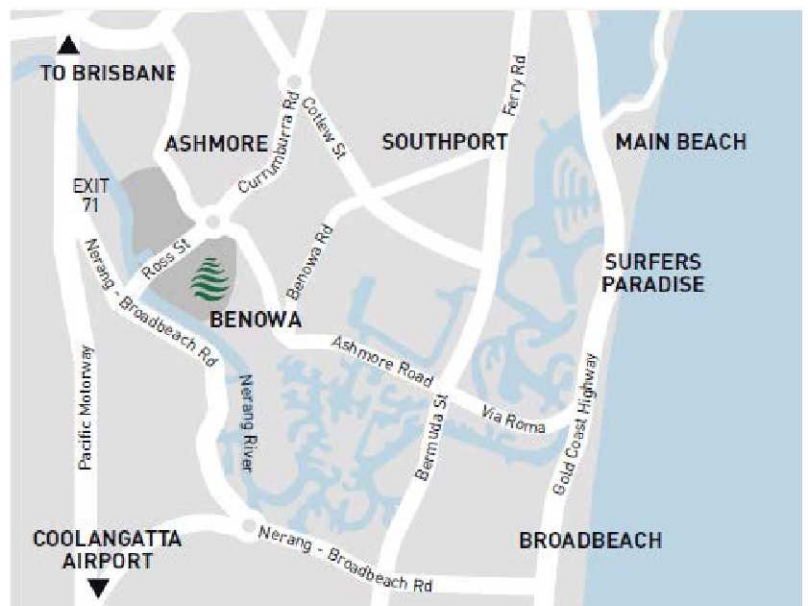 TO BRISBANE
ASHMORE
SOUTHPORT
MAIN BEACH
Ferry Rd
Cotlew St
Currumburra Rd
EXIT
71
Ross St
Benowa Rd
SURFERS
PARADISE
Nerang - Broadbeach Rd
BENOWA
Ashmore Road
Pacific Motorway
Nerang River
Bermuda St
Via Roma
Gold Coast Highway
COOLANGATTA
AIRPORT
Nerang - Broadbeach Rd
BROADBEACH